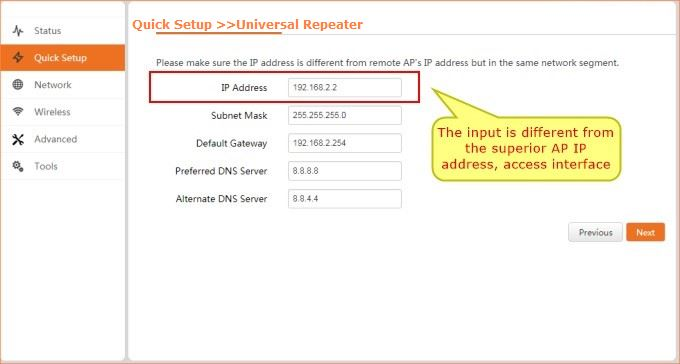 Quick Setup >>Universal Repeater
Status
Quick Setup
Network
Wireless
Advanced
Tools
Please make sure the IP address is different from remote AP's IP address but in the same network segment.
IP Address 192.168.2.2
Subnet Mask 255.255.255.0
Default Gateway 192.168.2.254
Preferred DNS Server 8.8.8.8
Alternate DNS Server 8.8.4.4
The input is different from
the superior AP IP
address, access interface
Previous Next